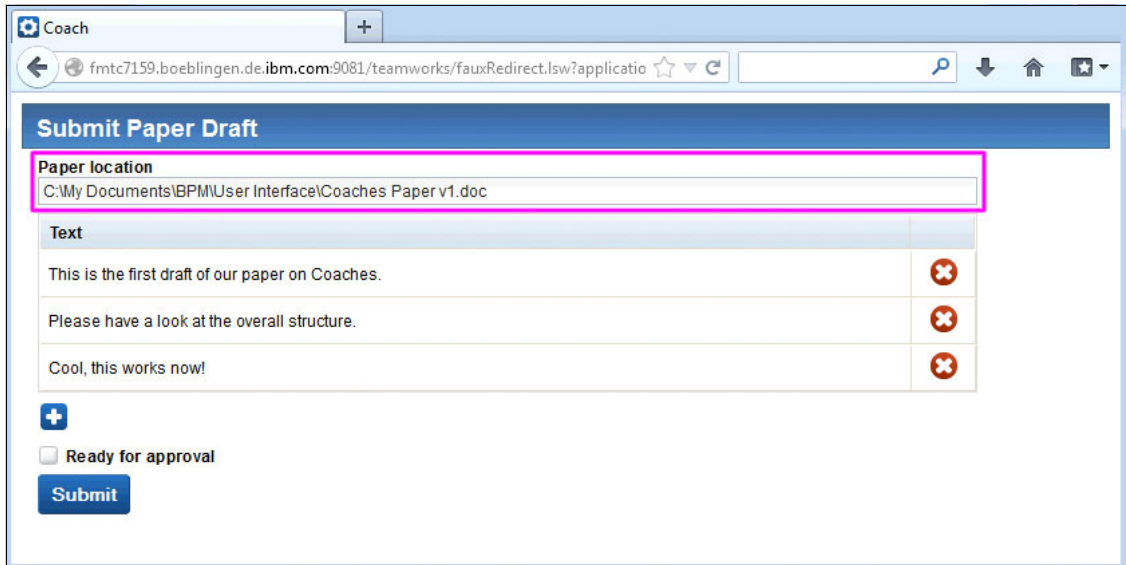 Coach
fmtc7159.boeblingen.de.ibm.com:9081/teamworks/fauxRedirect.lsw?applicatio
Submit Paper Draft
Paper location
C:\My Documents\BPM\User Interface\Coaches Paper v1.doc
Text
This is the first draft of our paper on Coaches.
Please have a look at the overall structure.
Cool, this works now!
Ready for approval
Submit